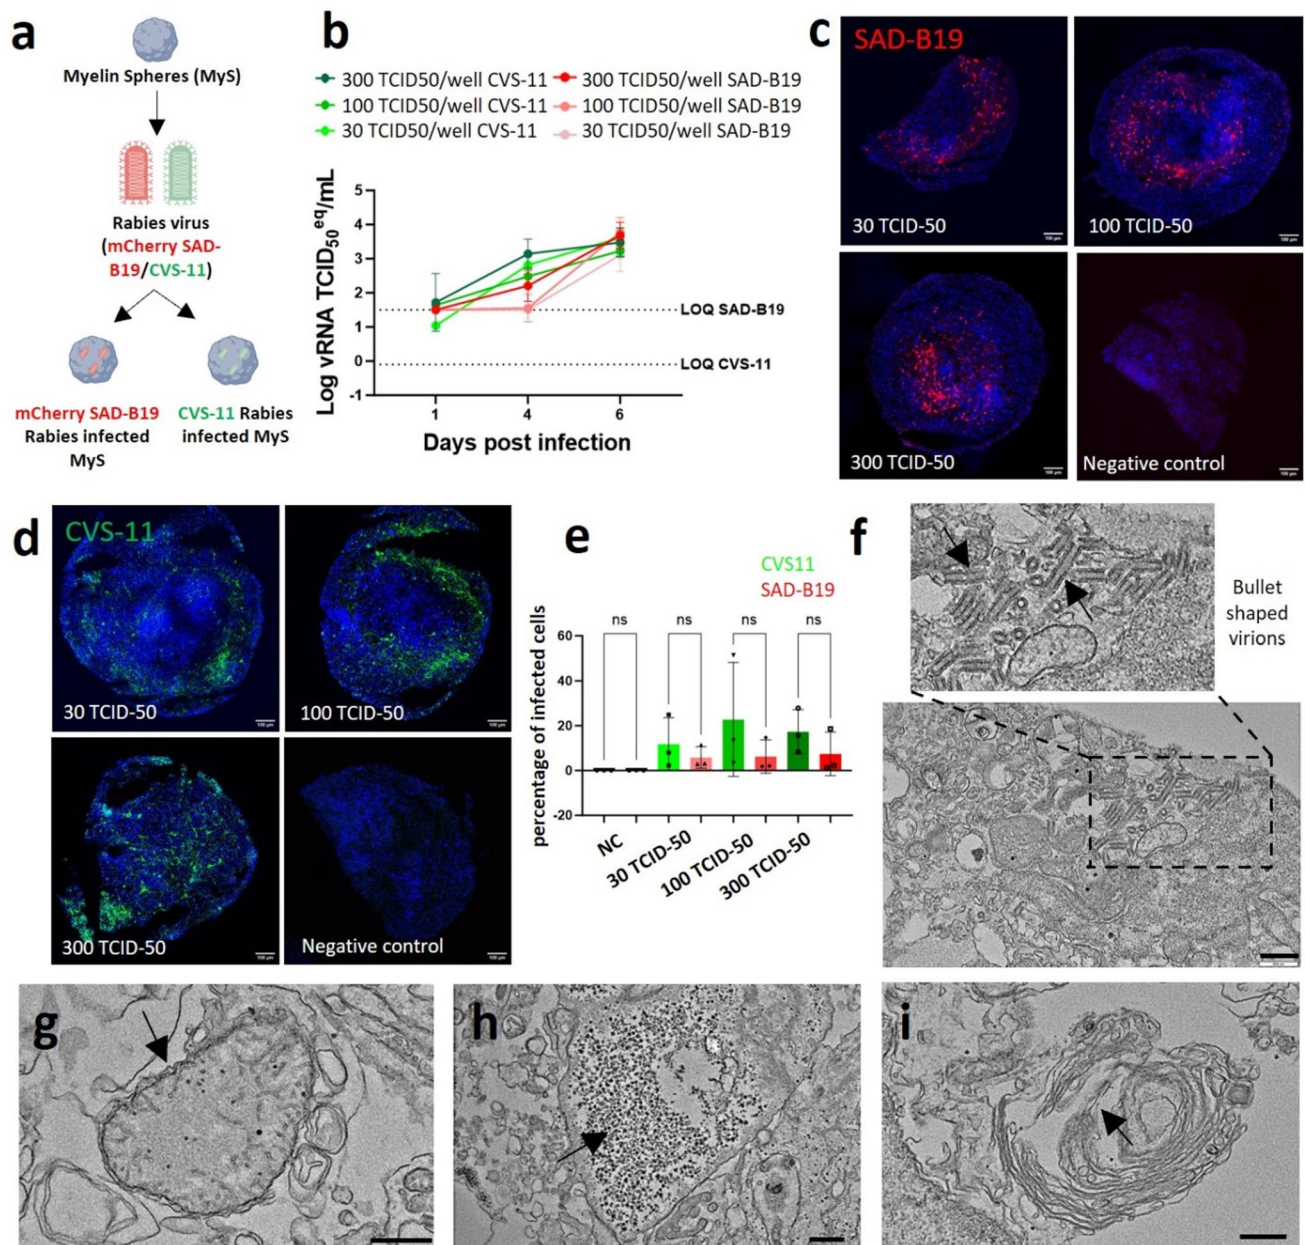 a
Myelin Spheres (MyS)
Rabies virus
(mCherry SAD-
B19/CVS-11)
mCherry SAD-B19
Rabies infected
MyS
CVS-11 Rabies
infected MyS
b
300 TCID50/well CVS-11
100 TCID50/well CVS-11
30 TCID50/well CVS-11
300 TCID50/well SAD-B19
100 TCID50/well SAD-B19
30 TCID50/well SAD-B19
Log vRNA TCID50 eq/mL
5
4
3
2
1
0
-1
LOQ SAD-B19
LOQ CVS-11
1 4 6
Days post infection
c
SAD-B19
30 TCID-50
100 TCID-50
300 TCID-50
Negative control
d
CVS-11
30 TCID-50
100 TCID-50
300 TCID-50
Negative control
e
CVS11
SAD-B19
ns ns ns ns
percentage of infected cells
60
40
20
0
-20
NC
30 TCID-50
100 TCID-50
300 TCID-50
f
Bullet
shaped
virions
g
h
i